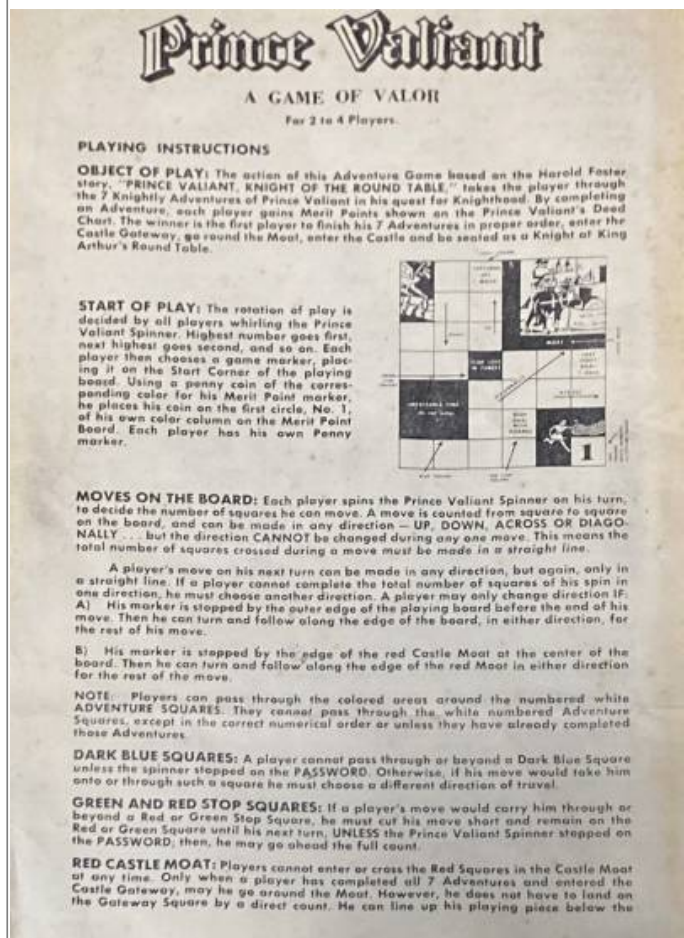 Prince Valiant
A GAME OF VALOR
For 2 to 4 Players.
PLAYING INSTRUCTIONS
OBJECT OF PLAY: The action of this Adventure Game based on the Harold Foster
story, "PRINCE VALIANT, KNIGHT OF THE ROUND TABLE," takes the player through
the 7 Knightly Adventures of Prince Valiant in his quest for Knighthood. By completing
an Adventure, each player gains Merit Points shown on the Prince Valiant's Deed
Chart. The winner is the first player to finish his 7 Adventures in proper order, enter the
Castle Gateway, go round the Moat, enter the Castle and be seated as a Knight at King
Arthur's Round Table.
START OF PLAY: The rotation of play is
decided by all players whirling the Prince
Valiant Spinner. Highest number goes first,
next highest goes second, and so on. Each
player then chooses a game marker, plac-
ing it on the Start Corner of the playing
board. Using a penny coin of the corres-
ponding color for his Merit Point marker,
he places his coin on the first circle, No. 1,
of his own color column on the Merit Point
Board. Each player has his own Penny
marker.
MOAT
1
MOVES ON THE BOARD: Each player spins the Prince Valiant Spinner on his turn,
to decide the number of squares he can move. A move is counted from square to square
on the board, and can be made in any direction — UP, DOWN, ACROSS OR DIAGO-
NALLY . . . but the direction CANNOT be changed during any one move. This means the
total number of squares crossed during a move must be made in a straight line.
A player's move on his next turn can be made in any direction, but again, only in
a straight line. If a player cannot complete the total number of squares of his spin in
one direction, he must choose another direction. A player may only change direction IF:
A) His marker is stopped by the outer edge of the playing board before the end of his
move. Then he can turn and follow along the edge of the board, in either direction, for
the rest of his move.
B) His marker is stopped by the edge of the red Castle Moat at the center of the
board. Then he can turn and follow along the edge of the red Moat in either direction
for the rest of the move.
NOTE: Players can pass through the colored areas around the numbered white
ADVENTURE SQUARES. They cannot pass through the white numbered Adventure
Squares, except in the correct numerical order or unless they have already completed
those Adventures.
DARK BLUE SQUARES: A player cannot pass through or beyond a Dark Blue Square
unless the spinner stopped on the PASSWORD. Otherwise, if his move would take him
onto or through such a square he must choose a different direction of travel.
GREEN AND RED STOP SQUARES: If a player's move would carry him through or
beyond a Red or Green Stop Square, he must cut his move short and remain on the
Red or Green Square until his next turn, UNLESS the Prince Valiant Spinner stopped on
the PASSWORD; then, he may go ahead the full count.
RED CASTLE MOAT: Players cannot enter or cross the Red Squares in the Castle Moat
at any time. Only when a player has completed all 7 Adventures and entered the
Castle Gateway, may he go around the Moat. However, he does not have to land on
the Gateway Square by a direct count. He can line up his playing piece below the